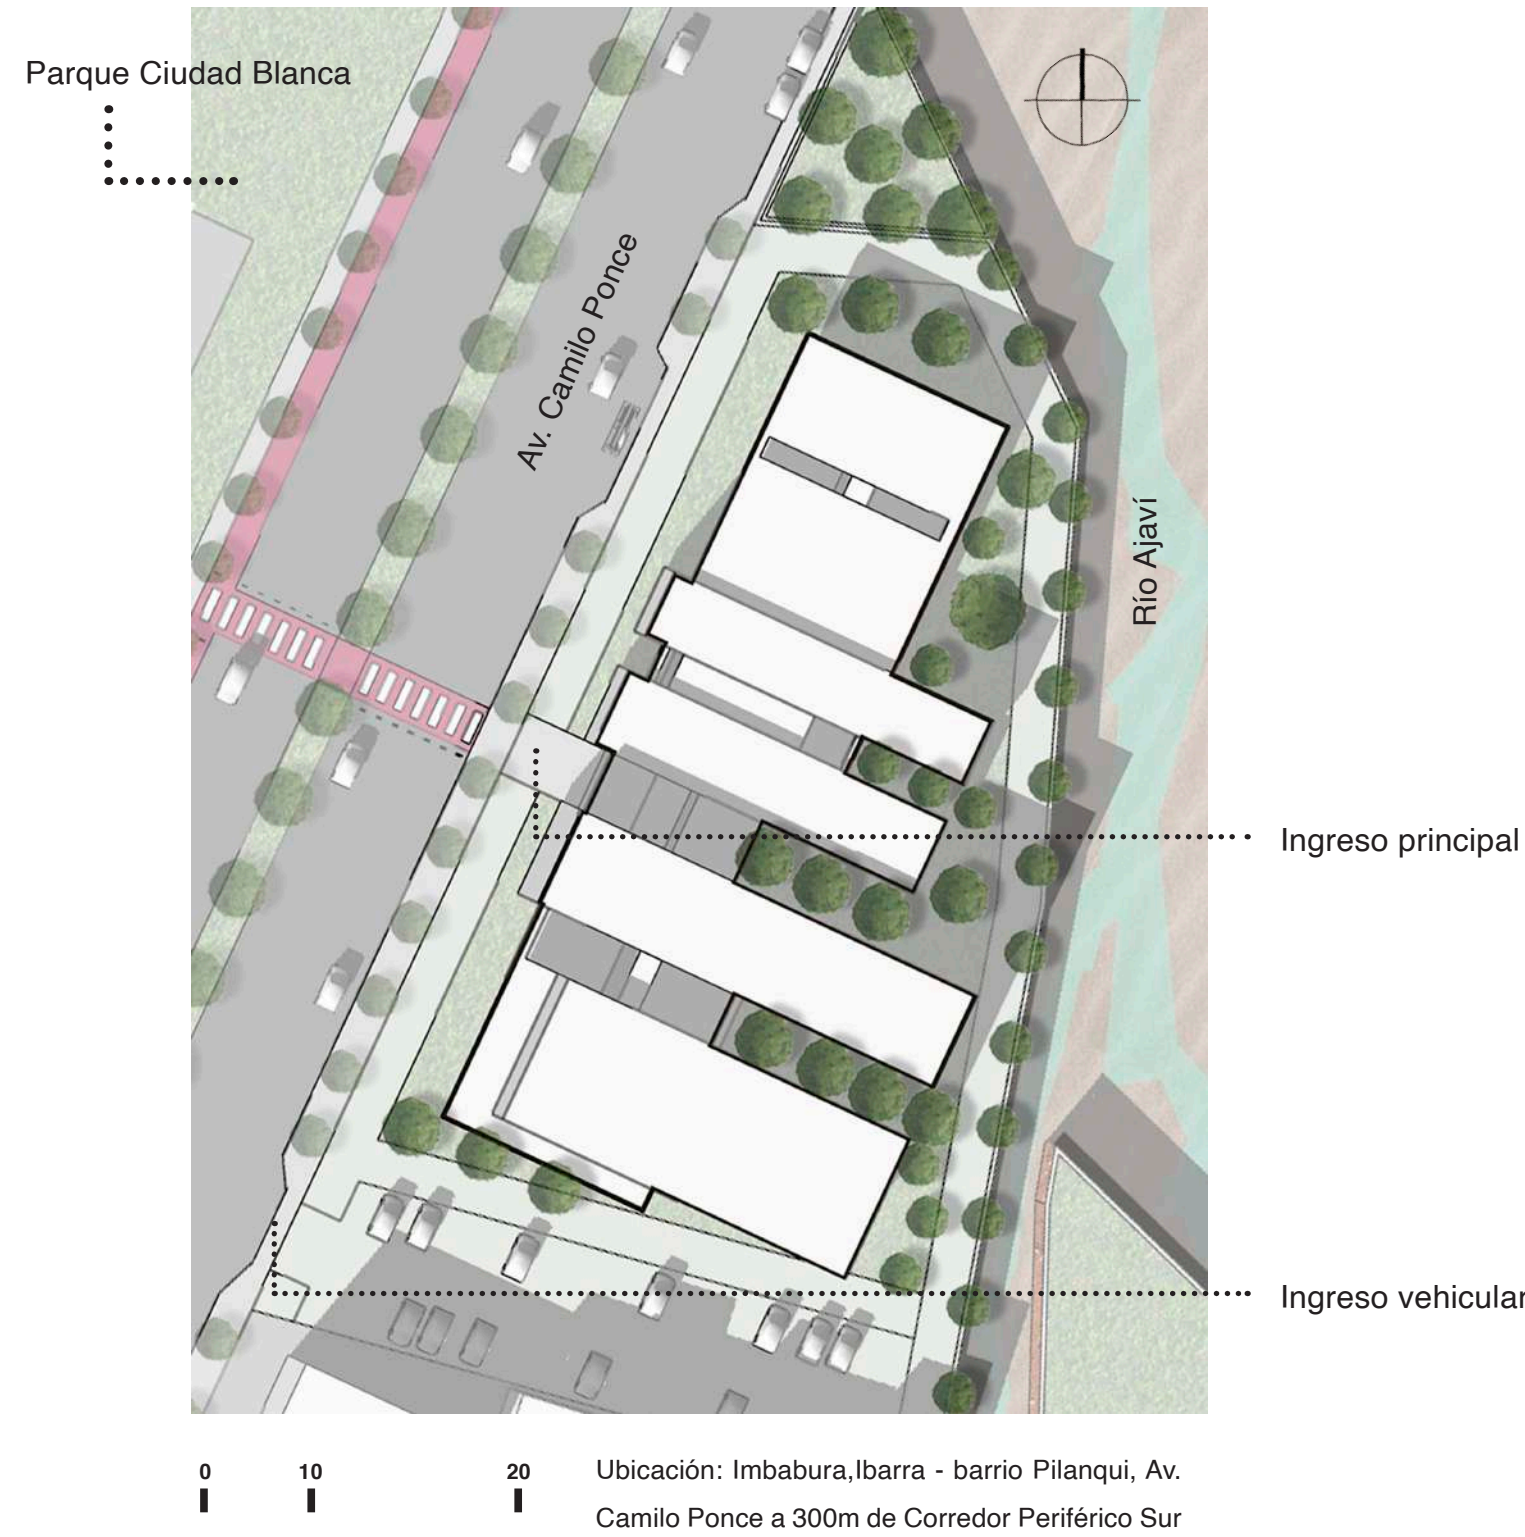 Parque Ciudad Blanca
Av. Camilo Ponce
Río Ajaví
Ingreso principal
Ingreso vehicular
0 10 20
Ubicación: Imbabura,Ibarra - barrio Pilanqui, Av.
Camilo Ponce a 300m de Corredor Periférico Sur